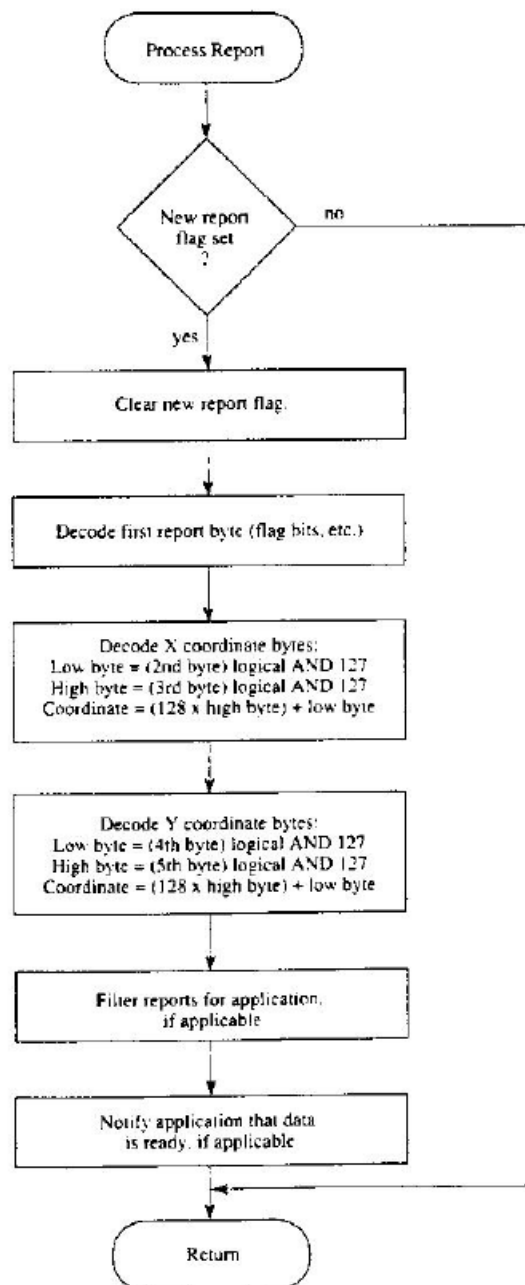 Process Report
New report
flag set
?
no
yes
Clear new report flag.
Decode first report byte (flag bits, etc.)
Decode X coordinate bytes:
Low byte = (2nd byte) logical AND 127
High byte = (3rd byte) logical AND 127
Coordinate = (128 x high byte) + low byte
Decode Y coordinate bytes:
Low byte = (4th byte) logical AND 127
High byte = (5th byte) logical AND 127
Coordinate = (128 x high byte) + low byte
Filter reports for application,
if applicable
Notify application that data
is ready, if applicable
Return